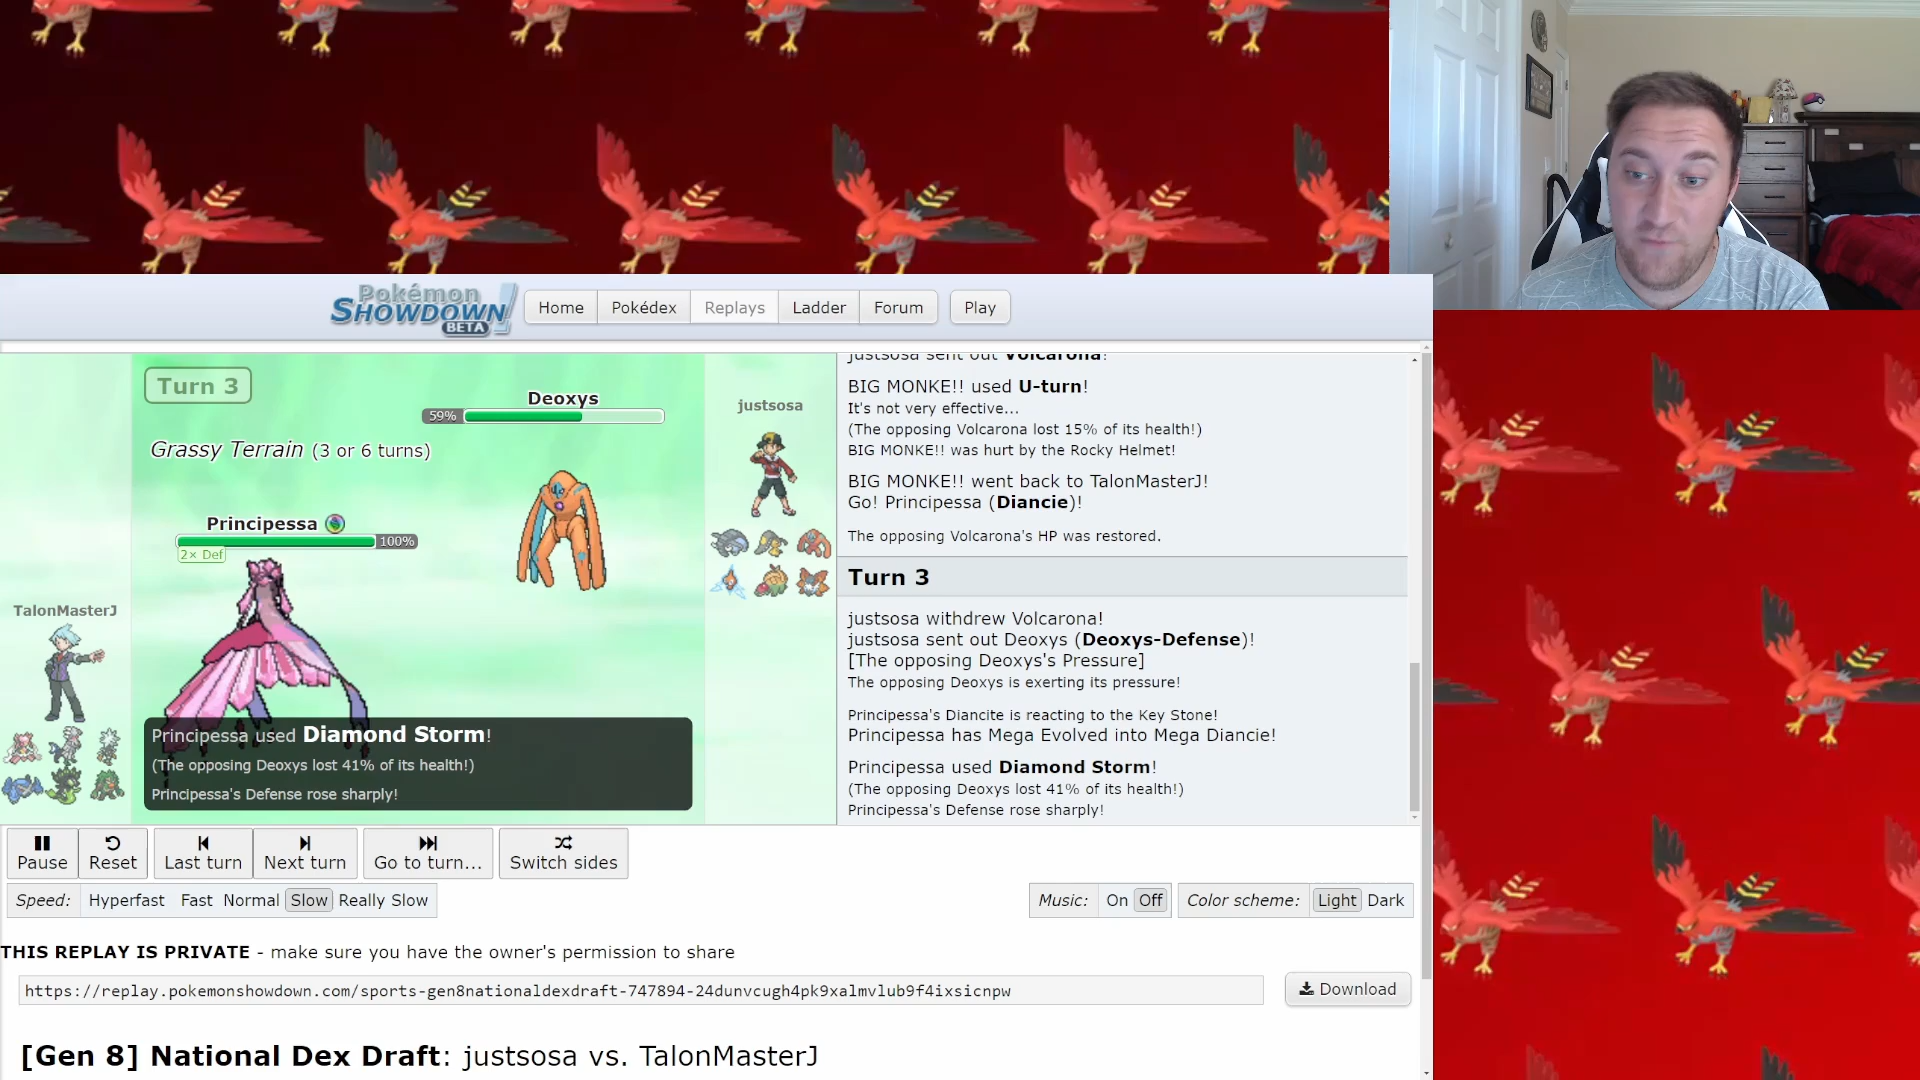 Pokémon
SHOWDOWN!
BETA
Home
Pokédex
Replays
Ladder
Forum
Play
Turn 3
Deoxys
59%
Grassy Terrain (3 or 6 turns)
Principessa
100%
2× Def
TalonMasterJ
justsosa
Principessa used Diamond Storm!
(The opposing Deoxys lost 41% of its health!)
Principessa's Defense rose sharply!
justsosa sent out Volcarona!
BIG MONKE!! used U-turn!
It's not very effective...
(The opposing Volcarona lost 15% of its health!)
BIG MONKE!! was hurt by the Rocky Helmet!
BIG MONKE!! went back to TalonMasterJ!
Go! Principessa (Diancie)!
The opposing Volcarona's HP was restored.
Turn 3
justsosa withdrew Volcarona!
justsosa sent out Deoxys (Deoxys-Defense)!
[The opposing Deoxys's Pressure]
The opposing Deoxys is exerting its pressure!
Principessa's Diancite is reacting to the Key Stone!
Principessa has Mega Evolved into Mega Diancie!
Principessa used Diamond Storm!
(The opposing Deoxys lost 41% of its health!)
Principessa's Defense rose sharply!
Pause
Reset
Last turn
Next turn
Go to turn...
Switch sides
Speed: Hyperfast Fast Normal Slow Really Slow
Music: On Off
Color scheme: Light Dark
THIS REPLAY IS PRIVATE - make sure you have the owner's permission to share
https://replay.pokemonshowdown.com/sports-gen8nationaldexdraft-747894-24dunvcugh4pk9xalmvlub9f4ixsicnpw
Download
[Gen 8] National Dex Draft: justsosa vs. TalonMasterJ